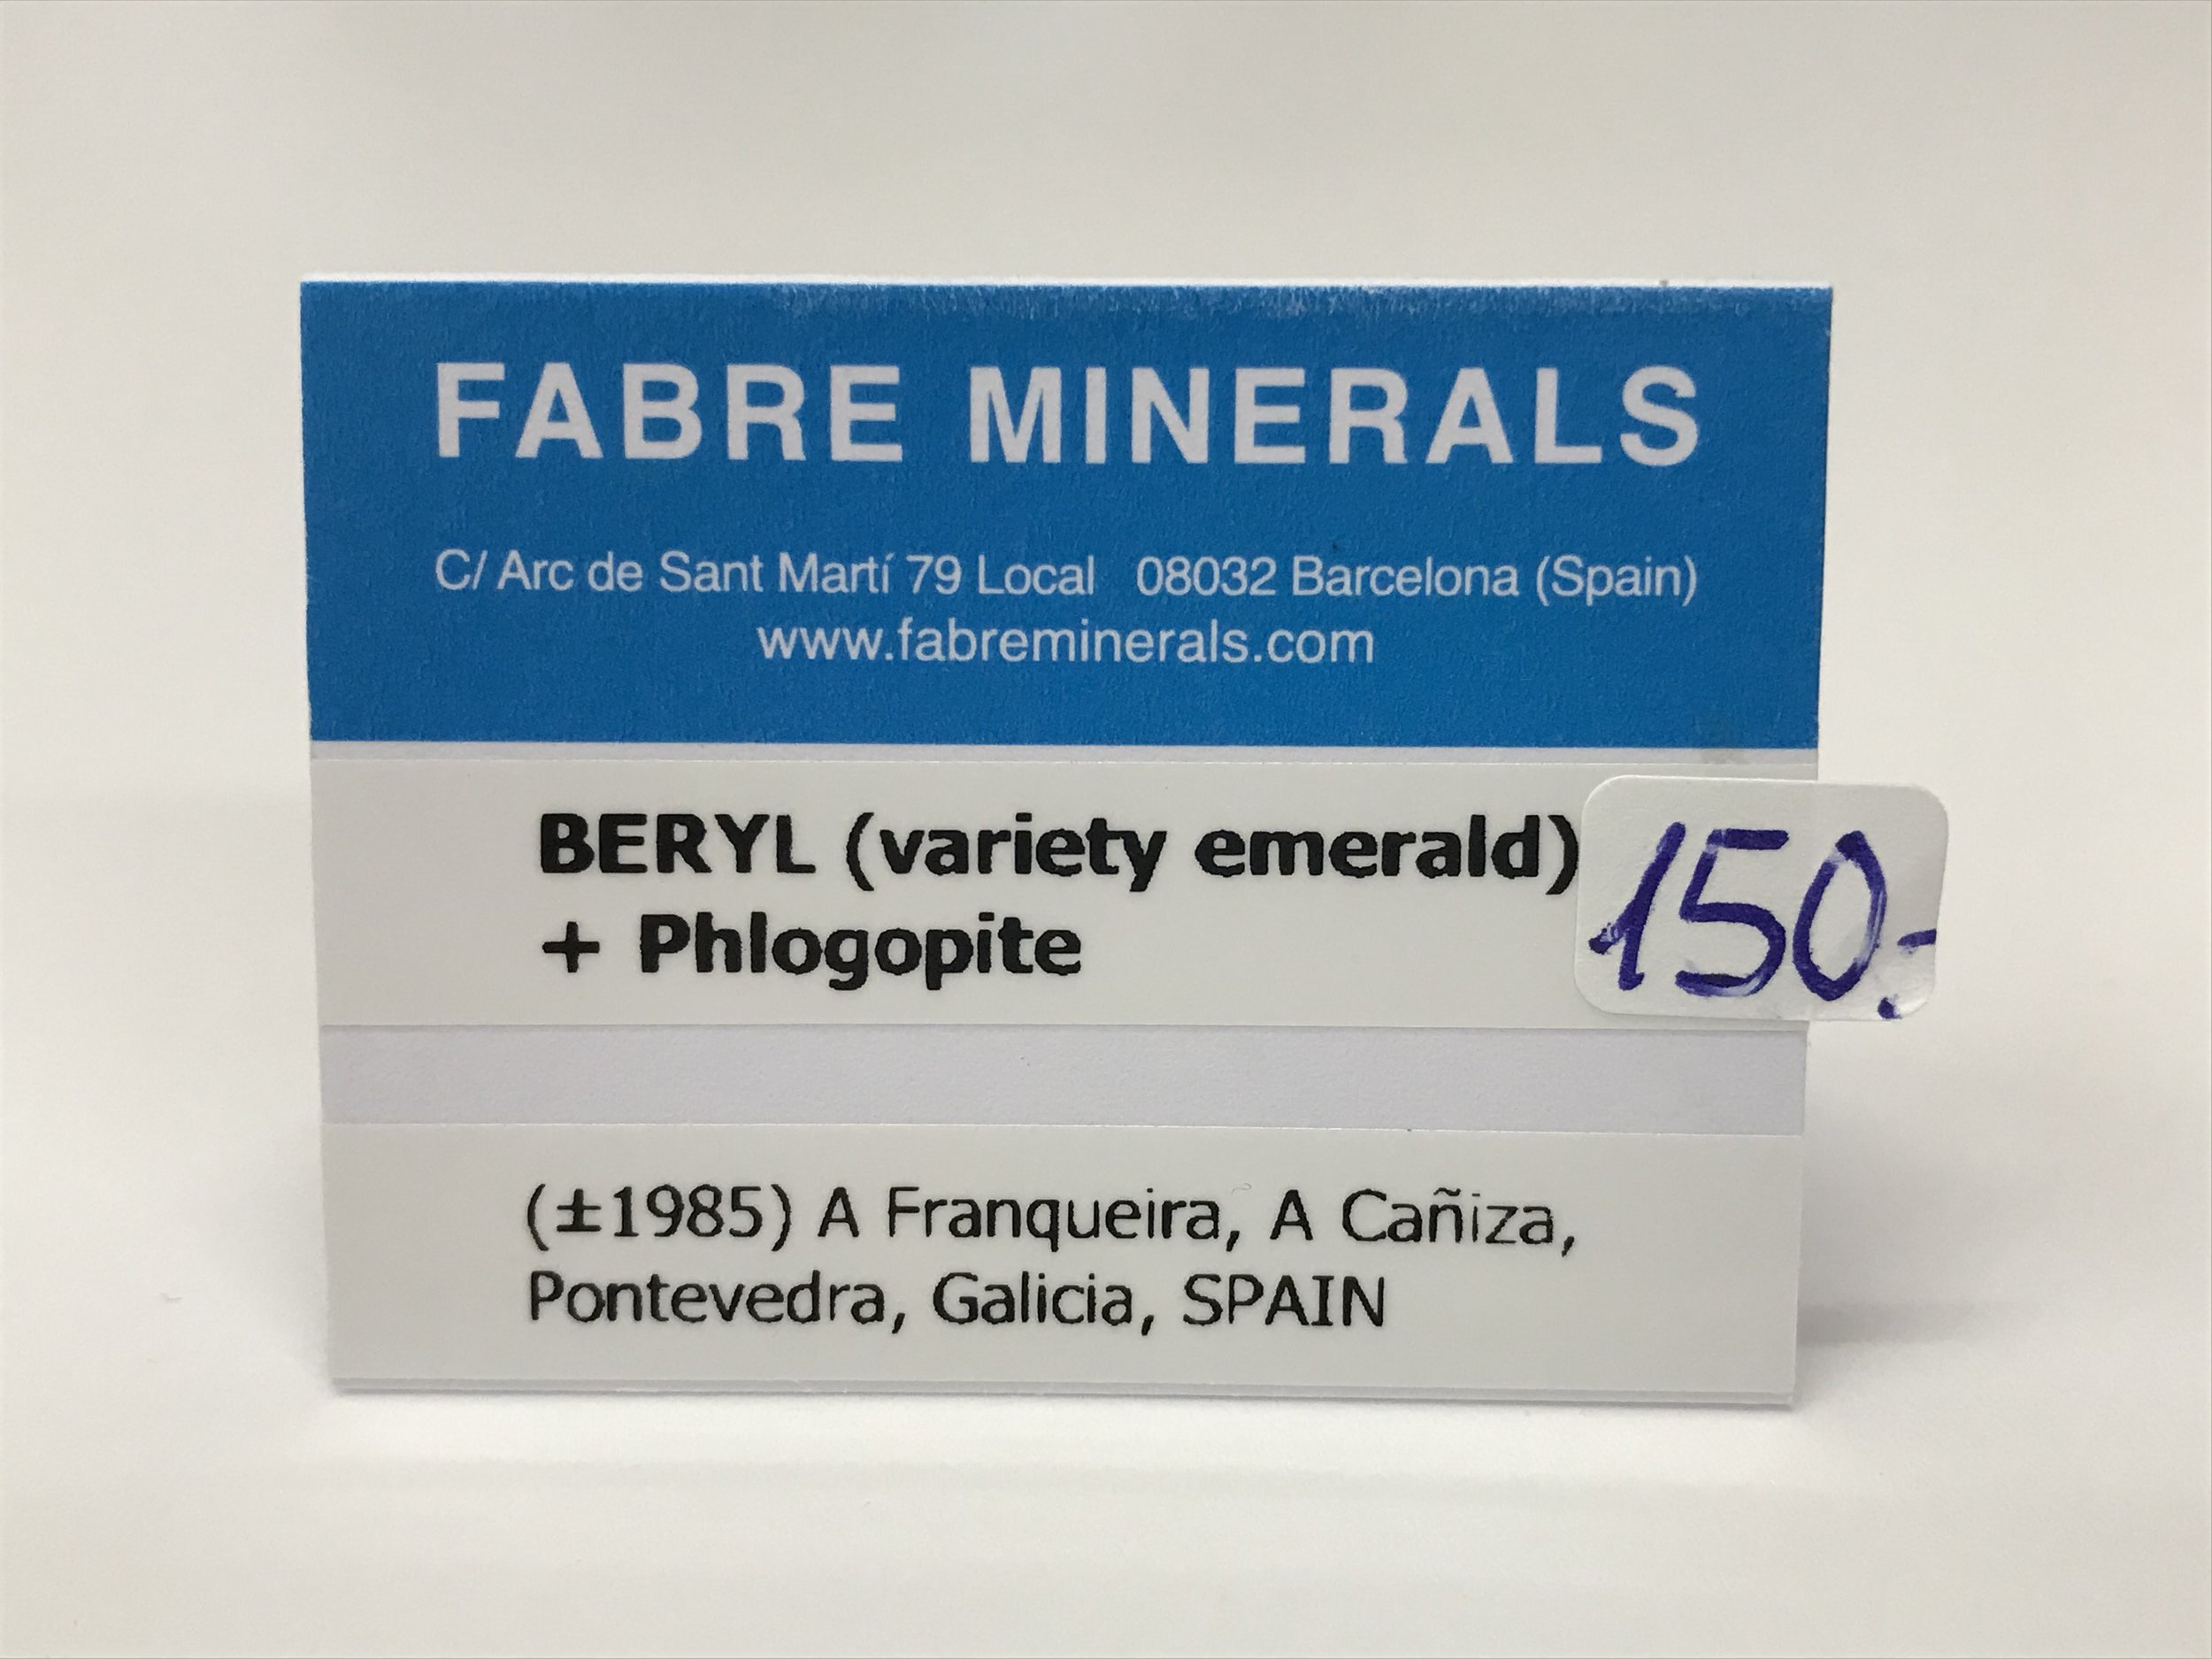 FABRE MINERALS
C/ Arc de Sant Martí 79 Local 08032 Barcelona (Spain)
www.fabreminerals.com
BERYL (variety emerald)
+ Phlogopite
150.-
(±1985) A Franqueira, A Cañiza,
Pontevedra, Galicia, SPAIN